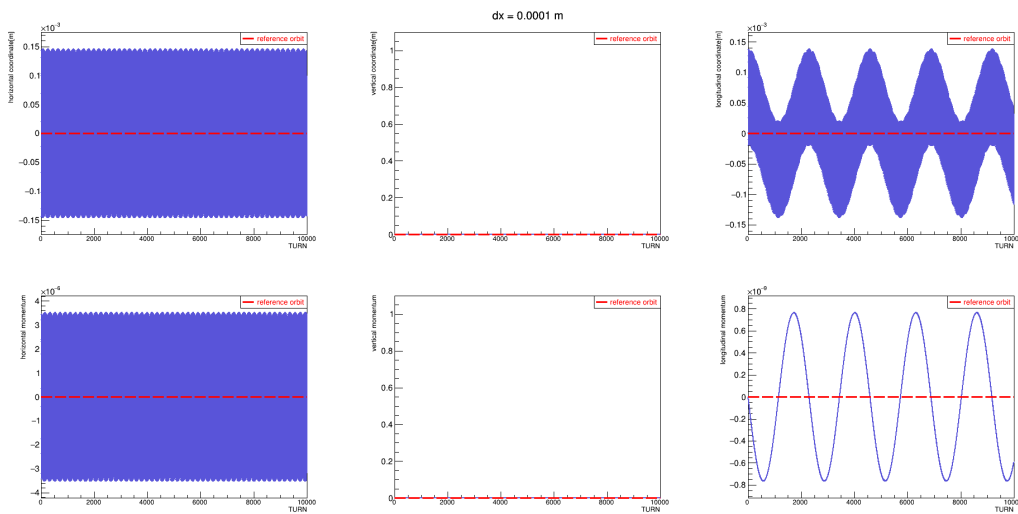 dx = 0.0001 m
×10⁻³
horizontal coordinate[m]
0.15
0.1
0.05
0
−0.05
−0.1
−0.15
0 2000 4000 6000 8000 10000
TURN
reference orbit
vertical coordinate[m]
1
0.8
0.6
0.4
0.2
0
0 2000 4000 6000 8000 10000
TURN
reference orbit
×10⁻³
longitudinal coordinate[m]
0.15
0.1
0.05
0
−0.05
−0.1
−0.15
0 2000 4000 6000 8000 10000
TURN
reference orbit
horizontal momentum
4
3
2
1
0
−1
−2
−3
−4
0 2000 4000 6000 8000 10000
TURN
reference orbit
vertical momentum
1
0.8
0.6
0.4
0.2
0
0 2000 4000 6000 8000 10000
TURN
reference orbit
×10⁻⁹
longitudinal momentum
0.8
0.6
0.4
0.2
0
−0.2
−0.4
−0.6
−0.8
0 2000 4000 6000 8000 10000
TURN
reference orbit